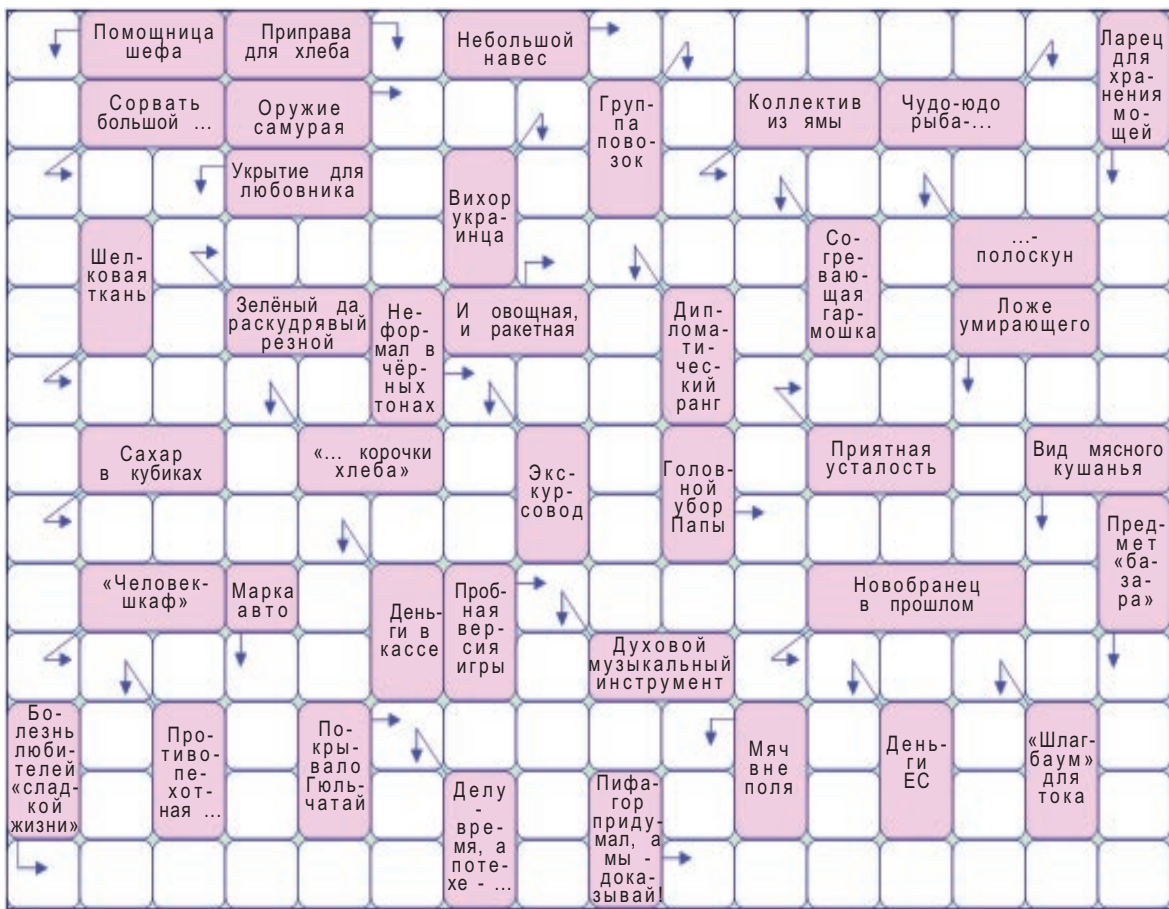 Помощница
шефа
Приправа
для хлеба
Небольшой
навес
Ларец
для
хра-
нения
мо-
щей
Сорвать
большой ...
Оружие
самурая
Груп-
па
пово-
зок
Коллектив
из ямы
Чудо-юдо
рыба-...
Укрытие для
любовника
Вихор
укра-
инца
Шел-
ковая
ткань
Со-
гре-
ваю-
щая
гар-
мошка
...-
полоскун
Зелёный да
раскудрявый
резной
Не-
фор-
мал в
чёр-
ных
тонах
И овощная,
и ракетная
Дип-
лома-
ти-
чес-
кий
ранг
Ложе
умирающего
Сахар
в кубиках
«... корочки
хлеба»
Экс-
кур-
совод
Голов-
ной
убор
Папы
Приятная
усталость
Вид мясного
кушанья
Пред-
мет
«ба-
за-
ра»
«Человек-
шкаф»
Марка
авто
День-
ги в
кассе
Проб-
ная
вер-
сия
игры
Новобранец
в прошлом
Духовой
музыкальный
инструмент
Бо-
лезнь
люби-
телей
«слад-
кой
жизни»
Про-
тиво-
пе-
хот-
ная ...
По-
кры-
вало
Гюль-
чатай
Мяч
вне
поля
День-
ги
ЕС
«Шлаг-
баум»
для
тока
Делу
-
вре-
мя, а
поте-
хе - ...
Пифа-
гор
приду-
мал, а
мы -
дока-
зывай!